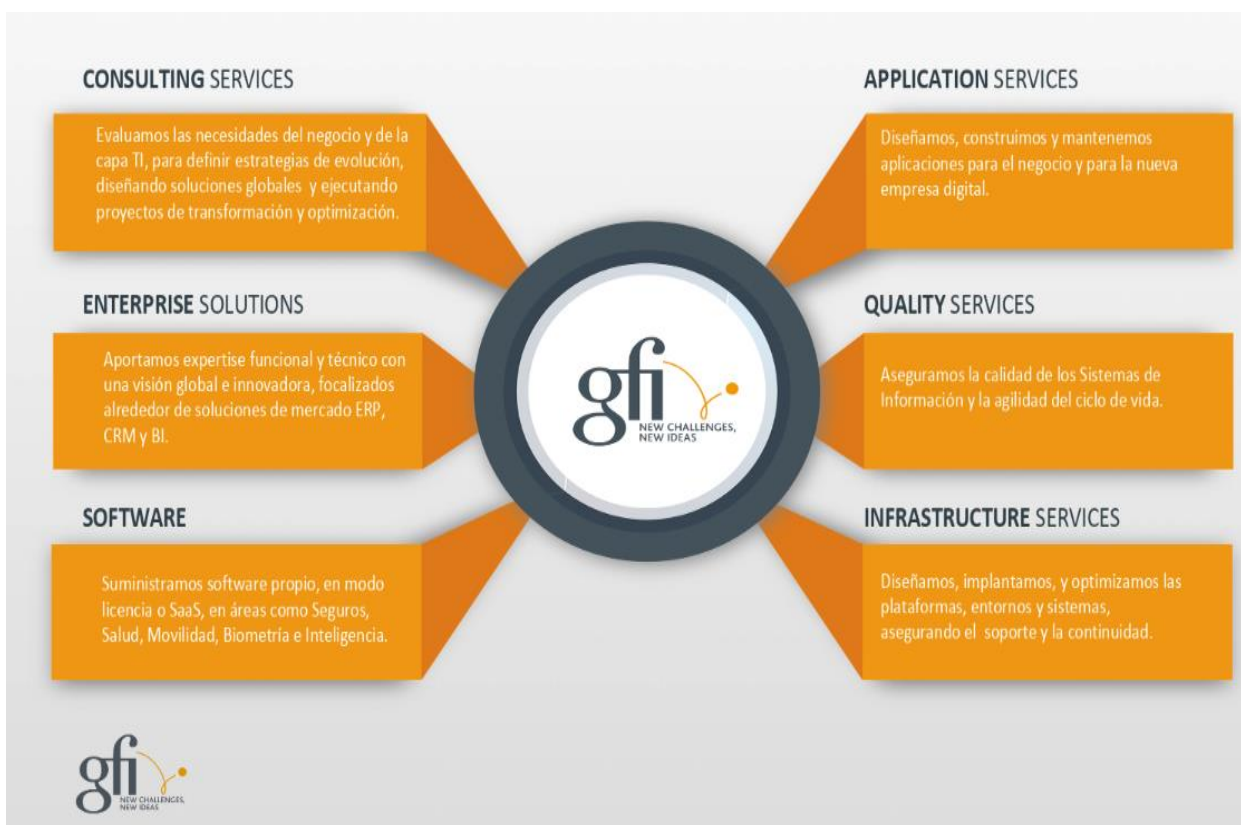 CONSULTING SERVICES
Evaluamos las necesidades del negocio y de la
capa TI, para definir estrategias de evolución,
diseñando soluciones globales y ejecutando
proyectos de transformación y optimización.
ENTERPRISE SOLUTIONS
Aportamos expertise funcional y técnico con
una visión global e innovadora, focalizados
alrededor de soluciones de mercado ERP,
CRM y BI.
SOFTWARE
Suministramos software propio, en modo
licencia o SaaS, en áreas como Seguros,
Salud, Movilidad, Biometría e Inteligencia.
gfi
NEW CHALLENGES,
NEW IDEAS
APPLICATION SERVICES
Diseñamos, construimos y mantenemos
aplicaciones para el negocio y para la nueva
empresa digital.
QUALITY SERVICES
Aseguramos la calidad de los Sistemas de
Información y la agilidad del ciclo de vida.
INFRASTRUCTURE SERVICES
Diseñamos, implantamos, y optimizamos las
plataformas, entornos y sistemas,
asegurando el soporte y la continuidad.
gfi
NEW CHALLENGES,
NEW IDEAS